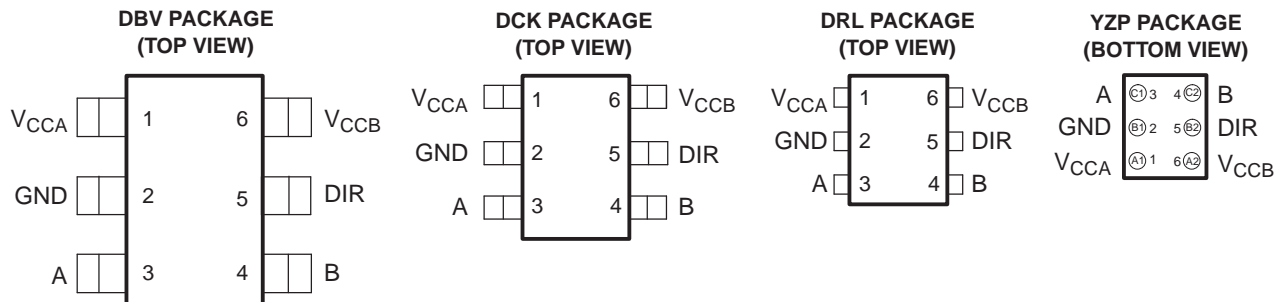 DBV PACKAGE
(TOP VIEW)
VCCA 1 6 VCCB
GND 2 5 DIR
A 3 4 B
DCK PACKAGE
(TOP VIEW)
VCCA 1 6 VCCB
GND 2 5 DIR
A 3 4 B
DRL PACKAGE
(TOP VIEW)
VCCA 1 6 VCCB
GND 2 5 DIR
A 3 4 B
YZP PACKAGE
(BOTTOM VIEW)
A C1 3 4 C2 B
GND B1 2 5 B2 DIR
VCCA A1 1 6 A2 VCCB